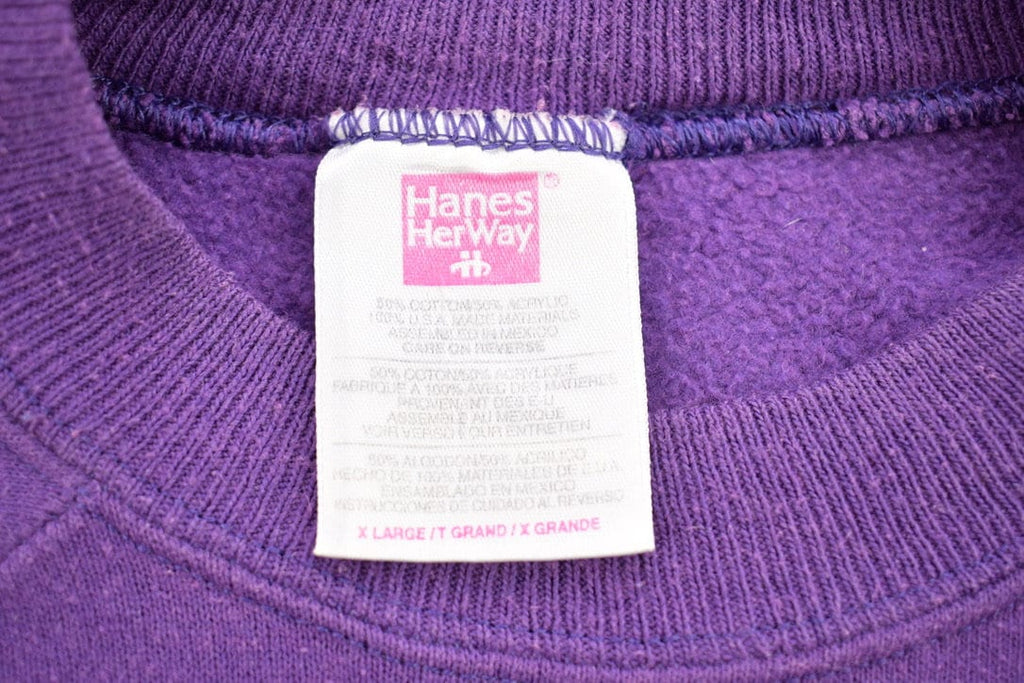 Hanes
HerWay
®
50% COTTON/50% ACRYLIC
100% U.S.A. MADE MATERIALS
ASSEMBLED IN MEXICO
CARE ON REVERSE
50% COTON/50% ACRYLIQUE
FABRIQUE A 100% AVEC DES MATIERES
PROVENANT DES E-U
ASSEMBLE AU MEXIQUE
VOIR VERSO POUR ENTRETIEN
50% ALGODON/50% ACRILICO
HECHO DE 100% MATERIALES DE E.U.A.
ENSAMBLADO EN MEXICO
INSTRUCCIONES DE CUIDADO AL REVERSO
X LARGE/T GRAND/X GRANDE